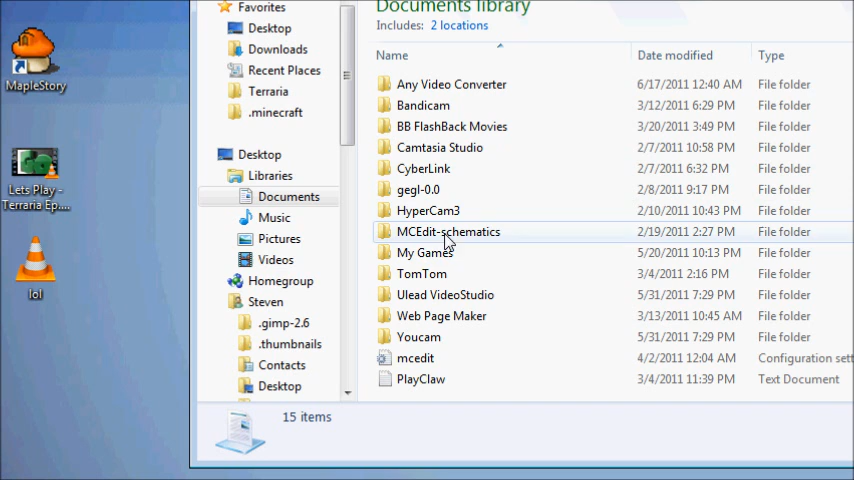 MapleStory
Lets Play -
Terraria Ep....
lol
Favorites
Desktop
Downloads
Recent Places
Terraria
.minecraft
Desktop
Libraries
Documents
Music
Pictures
Videos
Homegroup
Steven
.gimp-2.6
.thumbnails
Contacts
Desktop
Documents library
Includes: 2 locations
Name Date modified Type
Any Video Converter 6/17/2011 12:40 AM File folder
Bandicam 3/12/2011 6:29 PM File folder
BB FlashBack Movies 3/20/2011 3:49 PM File folder
Camtasia Studio 2/7/2011 10:58 PM File folder
CyberLink 2/7/2011 6:32 PM File folder
gegl-0.0 2/8/2011 9:17 PM File folder
HyperCam3 2/10/2011 10:43 PM File folder
MCEdit-schematics 2/19/2011 2:27 PM File folder
My Games 5/20/2011 10:13 PM File folder
TomTom 3/4/2011 2:16 PM File folder
Ulead VideoStudio 5/31/2011 7:29 PM File folder
Web Page Maker 3/13/2011 10:45 AM File folder
Youcam 5/31/2011 7:29 PM File folder
mcedit 4/2/2011 12:04 AM Configuration sett
PlayClaw 3/4/2011 11:39 PM Text Document
15 items